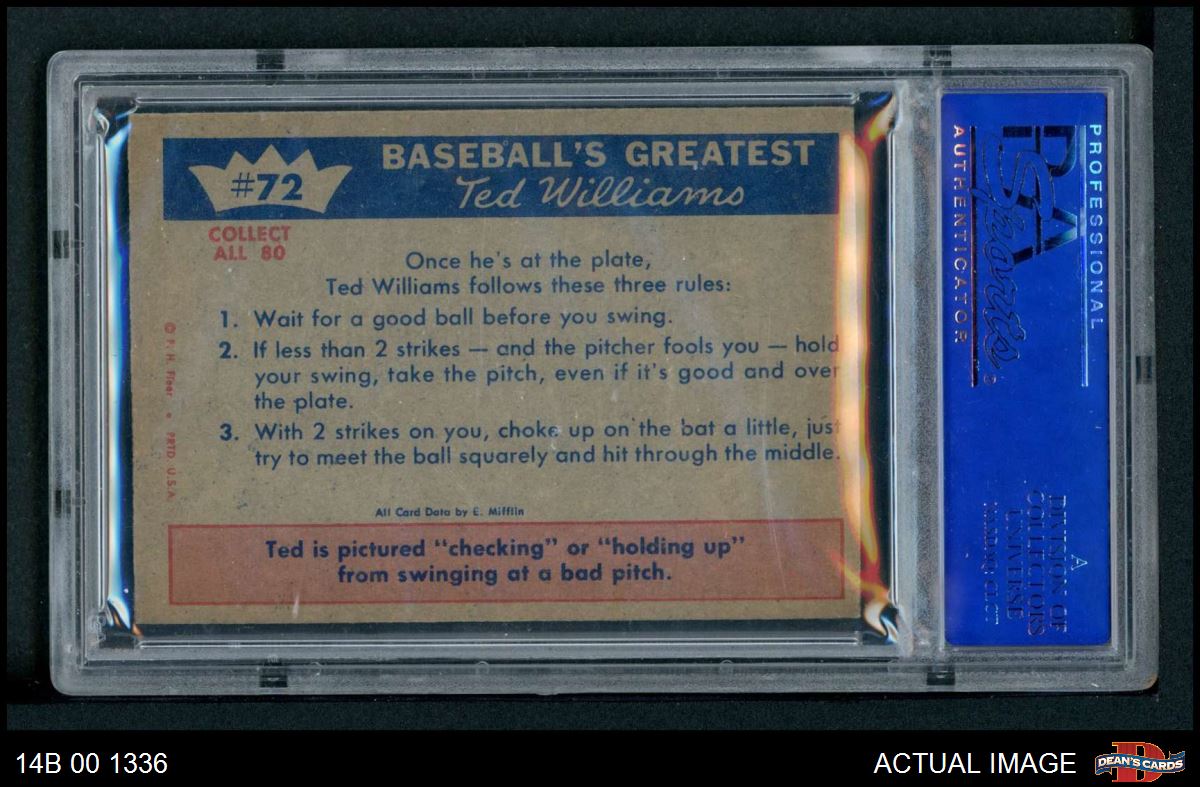 #72
BASEBALL'S GREATEST
Ted Williams
COLLECT
ALL 80
Once he's at the plate,
Ted Williams follows these three rules:
1. Wait for a good ball before you swing.
2. If less than 2 strikes — and the pitcher fools you — hold
your swing, take the pitch, even if it's good and over
the plate.
3. With 2 strikes on you, choke up on the bat a little, just
try to meet the ball squarely and hit through the middle.
© F. H. Fleer • PRTD. U.S.A.
All Card Data by E. Mifflin
Ted is pictured "checking" or "holding up"
from swinging at a bad pitch.
PROFESSIONAL
PSA
Sports
AUTHENTICATOR
A
DIVISION OF
COLLECTORS
UNIVERSE
NASDAQ: CLCT
14B 00 1336
ACTUAL IMAGE
DEAN'S CARDS